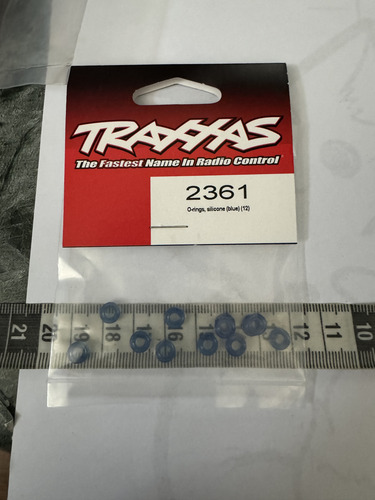 TRAXXAS
The Fastest Name In Radio Control
2361
O-rings, silicone (blue) (12)
21 20 19 18 17 16 15 14 13 12 11 10